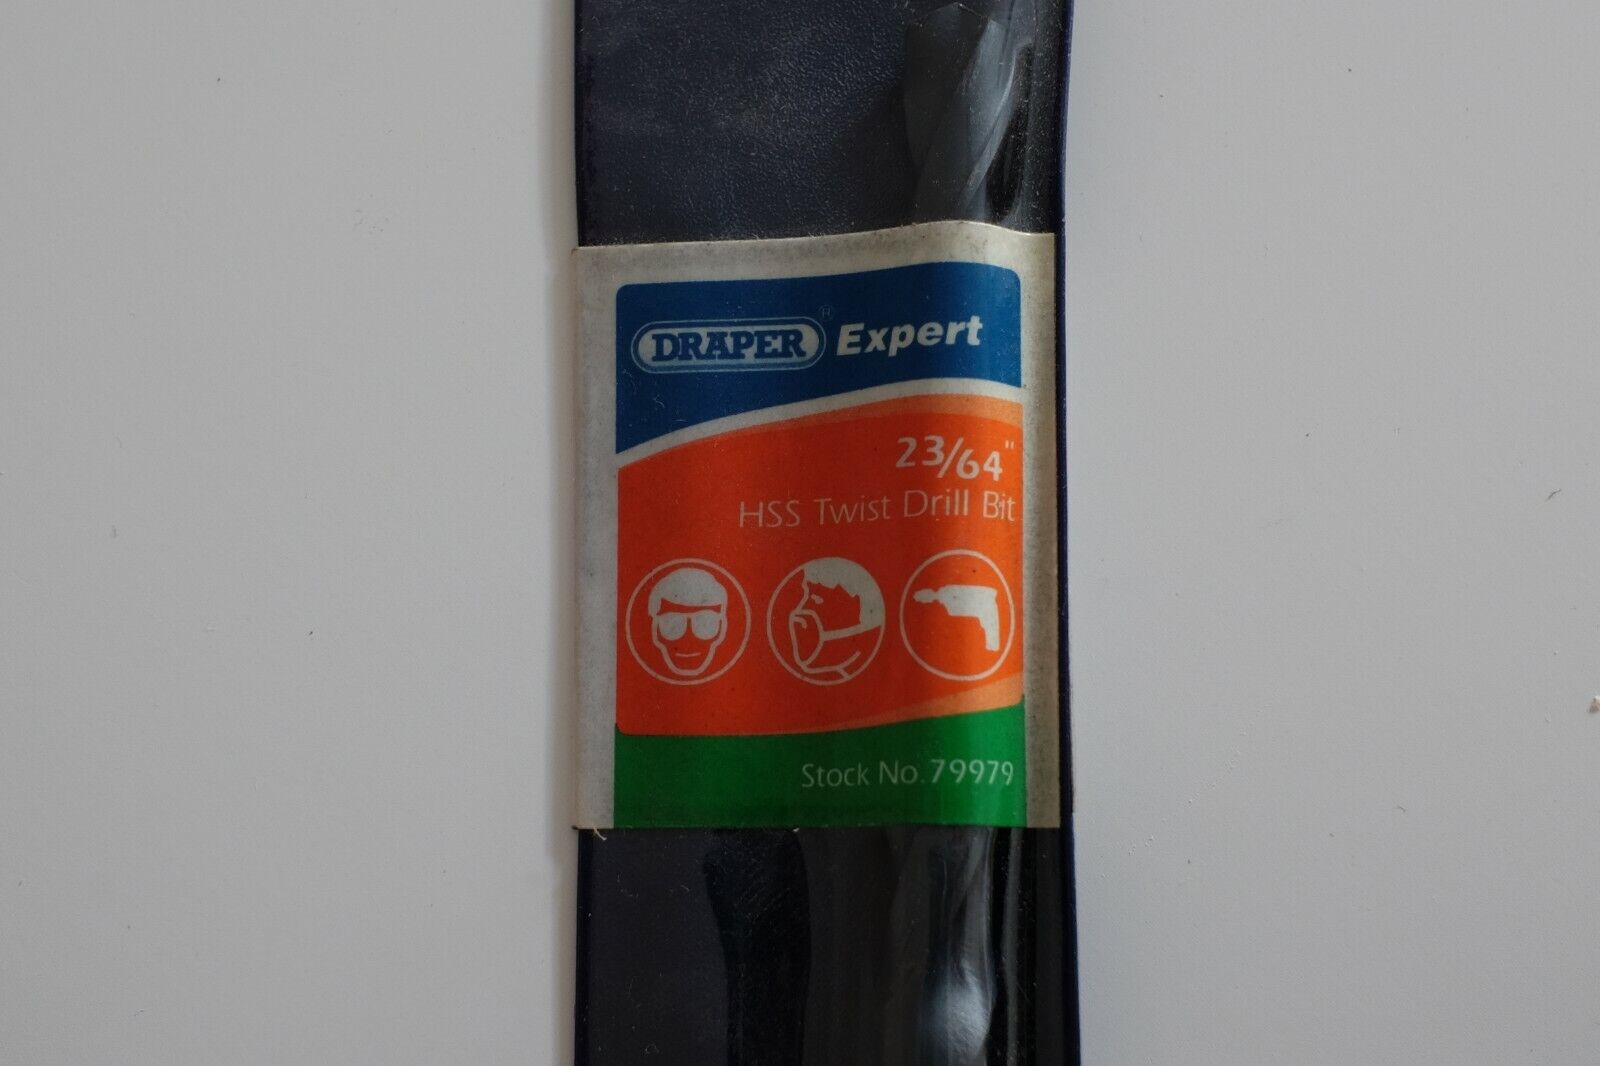 DRAPER® Expert
23/64"
HSS Twist Drill Bit
Stock No.79979